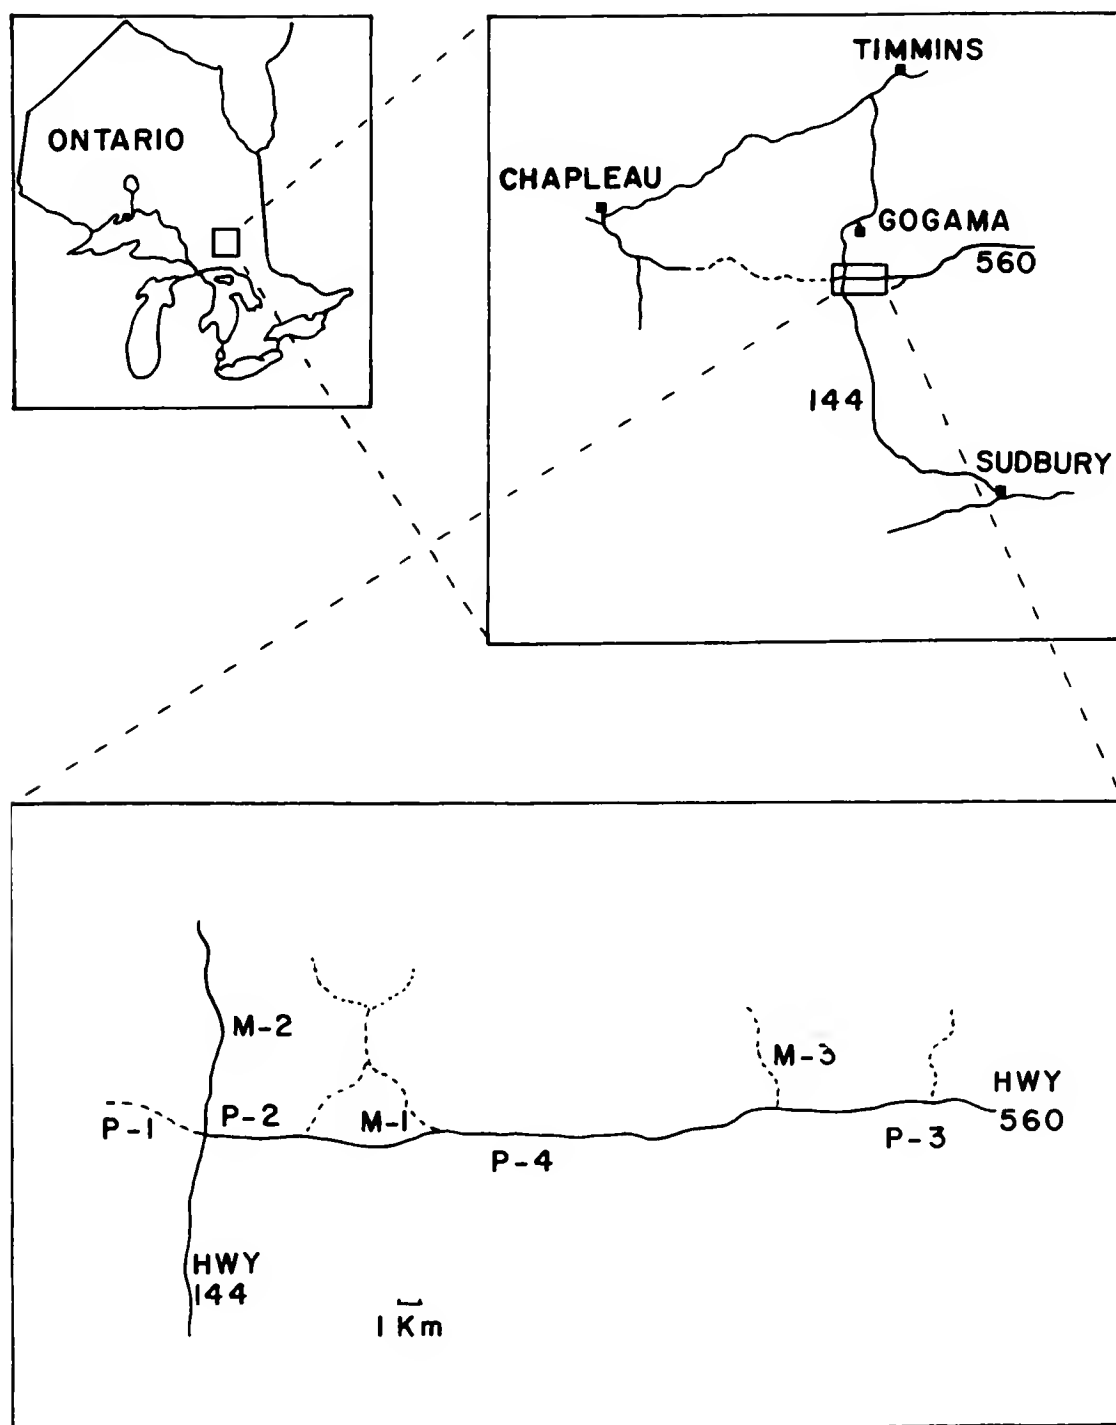 ONTARIO
TIMMINS
CHAPLEAU
GOGAMA
560
144
SUDBURY
M-2
P-1
P-2
M-1
P-4
M-3
P-3
HWY
560
HWY
144
1 Km